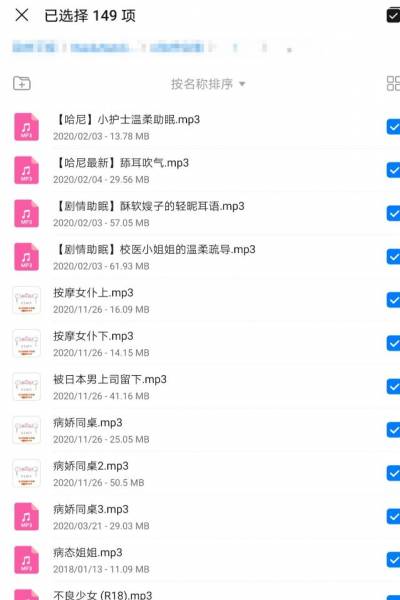 已选择 149 项
按名称排序
【哈尼】小护士温柔助眠.mp3
2020/02/03 - 13.78 MB
【哈尼最新】舔耳吹气.mp3
2020/02/04 - 29.56 MB
【剧情助眠】酥软嫂子的轻昵耳语.mp3
2020/02/03 - 57.05 MB
【剧情助眠】校医小姐姐的温柔疏导.mp3
2020/02/03 - 61.93 MB
按摩女仆上.mp3
2020/11/26 - 16.09 MB
按摩女仆下.mp3
2020/11/26 - 14.15 MB
被日本男上司留下.mp3
2020/11/26 - 41.16 MB
病娇同桌.mp3
2020/11/26 - 25.05 MB
病娇同桌2.mp3
2020/11/26 - 50.5 MB
病娇同桌3.mp3
2020/03/21 - 29.03 MB
病态姐姐.mp3
2018/01/13 - 11.09 MB
不良少女 (R18).mp3